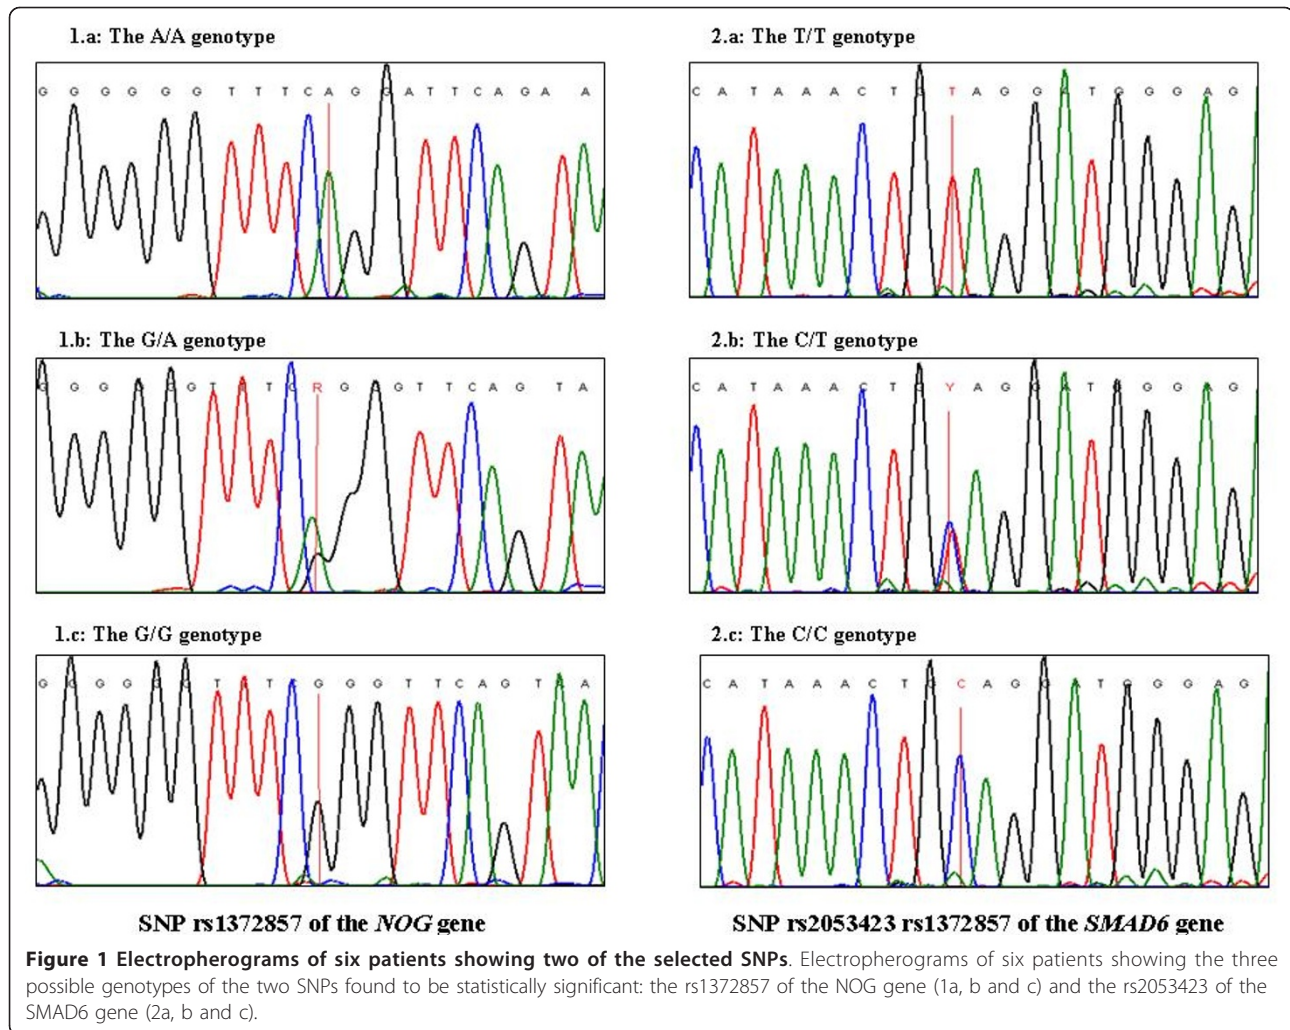 1.a: The A/A genotype
G G G G G G T T T C A G G A T T C A G A A
2.a: The T/T genotype
C A T A A A C T G T A G G A T G G G A G
1.b: The G/A genotype
G G G G G G T T T C R G G G T T C A G T A
2.b: The C/T genotype
C A T A A A C T G Y A G G A T G G G A G
1.c: The G/G genotype
G G G G G G T T T C G G G T T C A G T A A
2.c: The C/C genotype
C A T A A A C T G C A G G A T G G G A G
SNP rs1372857 of the NOG gene
SNP rs2053423 rs1372857 of the SMAD6 gene
Figure 1 Electropherograms of six patients showing two of the selected SNPs. Electropherograms of six patients showing the three
possible genotypes of the two SNPs found to be statistically significant: the rs1372857 of the NOG gene (1a, b and c) and the rs2053423 of the
SMAD6 gene (2a, b and c).